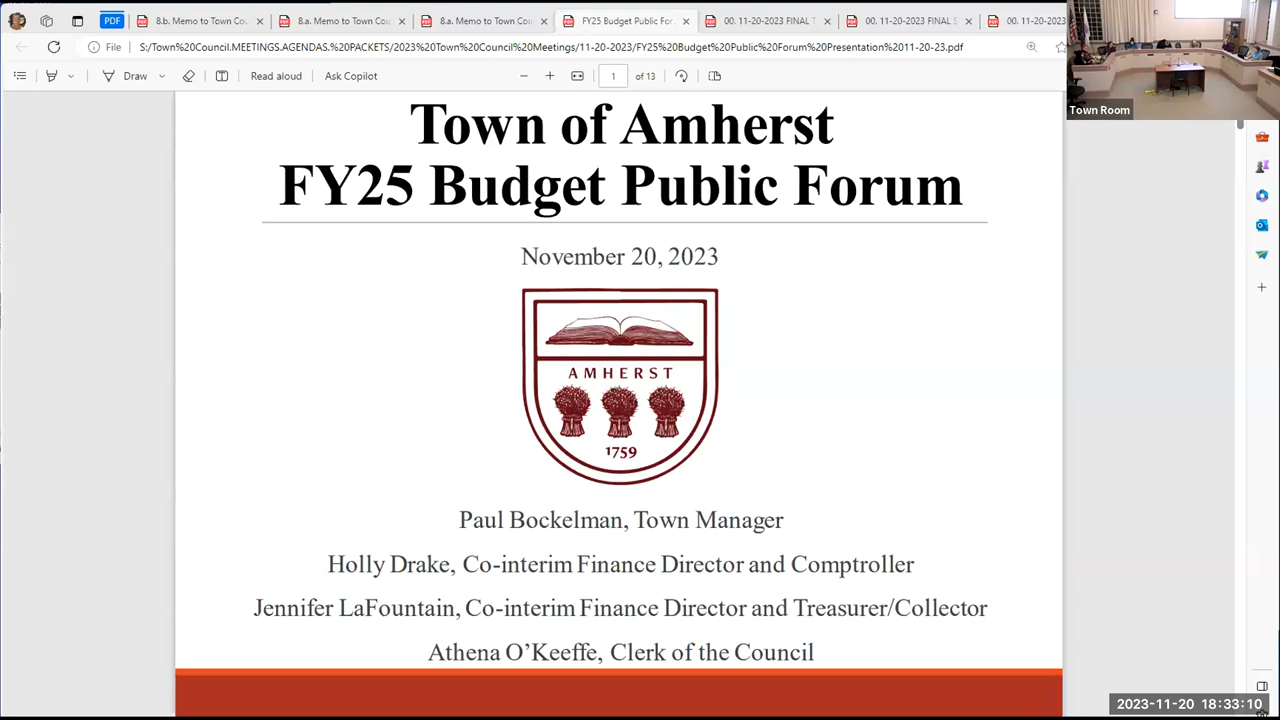 PDF
8.b. Memo to Town Cou
8.a. Memo to Town Cou
8.a. Memo to Town Cou
FY25 Budget Public For
00. 11-20-2023 FINAL T
00. 11-20-2023 FINAL S
00. 11-20-2023
File
S:/Town%20Council.MEETINGS.AGENDAS.%20PACKETS/2023%20Town%20Council%20Meetings/11-20-2023/FY25%20Budget%20Public%20Forum%20Presentation%2011-20-23.pdf
Draw
Read aloud
Ask Copilot
1
of 13
Town Room
Town of Amherst
FY25 Budget Public Forum
November 20, 2023
AMHERST
1759
Paul Bockelman, Town Manager
Holly Drake, Co-interim Finance Director and Comptroller
Jennifer LaFountain, Co-interim Finance Director and Treasurer/Collector
Athena O'Keeffe, Clerk of the Council
2023-11-20 18:33:10